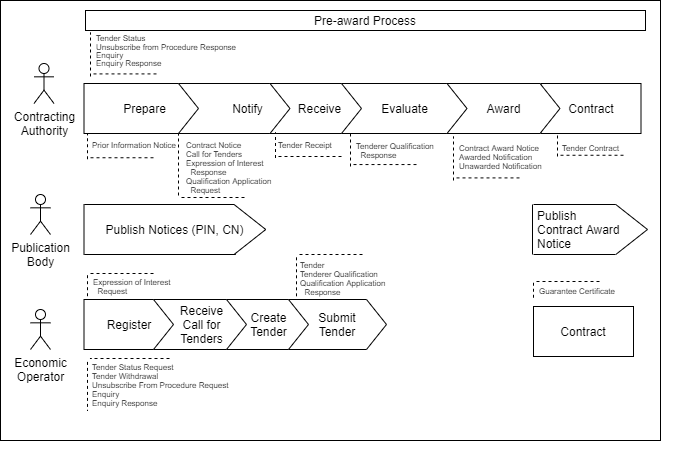 Pre-award Process
Tender Status
Unsubscribe from Procedure Response
Enquiry
Enquiry Response
Contracting
Authority
Prepare
Notify
Receive
Evaluate
Award
Contract
Prior Information Notice
Contract Notice
Call for Tenders
Expression of Interest
Response
Qualification Application
Request
Tender Receipt
Tenderer Qualification
Response
Contract Award Notice
Awarded Notification
Unawarded Notification
Tender Contract
Publication
Body
Publish Notices (PIN, CN)
Publish
Contract Award
Notice
Expression of Interest
Request
Tender
Tenderer Qualification
Qualification Application
Response
Guarantee Certificate
Economic
Operator
Register
Receive
Call for
Tenders
Create
Tender
Submit
Tender
Contract
Tender Status Request
Tender Withdrawal
Unsubscribe From Procedure Request
Enquiry
Enquiry Response